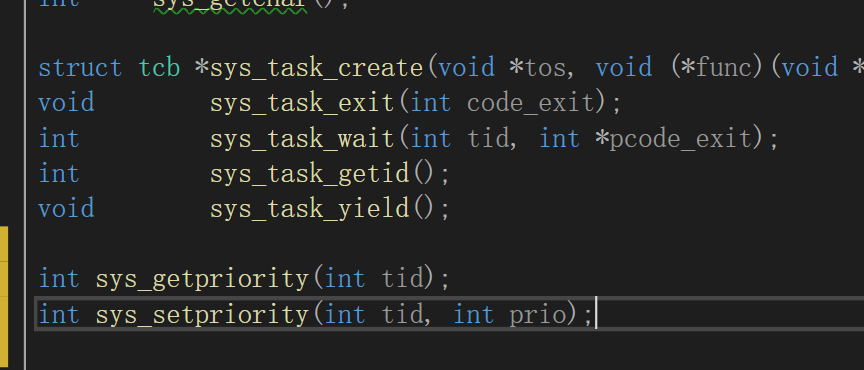 int     sys_getchar();
struct tcb *sys_task_create(void *tos, void (*func)(void *
void        sys_task_exit(int code_exit);
int         sys_task_wait(int tid, int *pcode_exit);
int         sys_task_getid();
void        sys_task_yield();
int sys_getpriority(int tid);
int sys_setpriority(int tid, int prio);